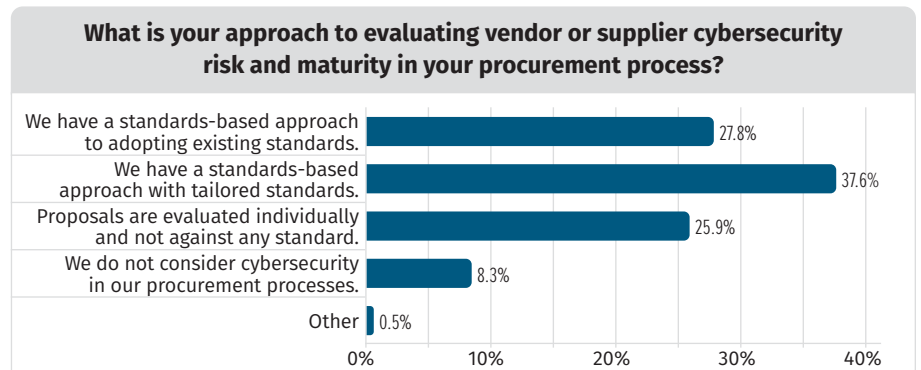 What is your approach to evaluating vendor or supplier cybersecurity
risk and maturity in your procurement process?
We have a standards-based approach
to adopting existing standards.
27.8%
We have a standards-based
approach with tailored standards.
37.6%
Proposals are evaluated individually
and not against any standard.
25.9%
We do not consider cybersecurity
in our procurement processes.
8.3%
Other
0.5%
0%
10%
20%
30%
40%